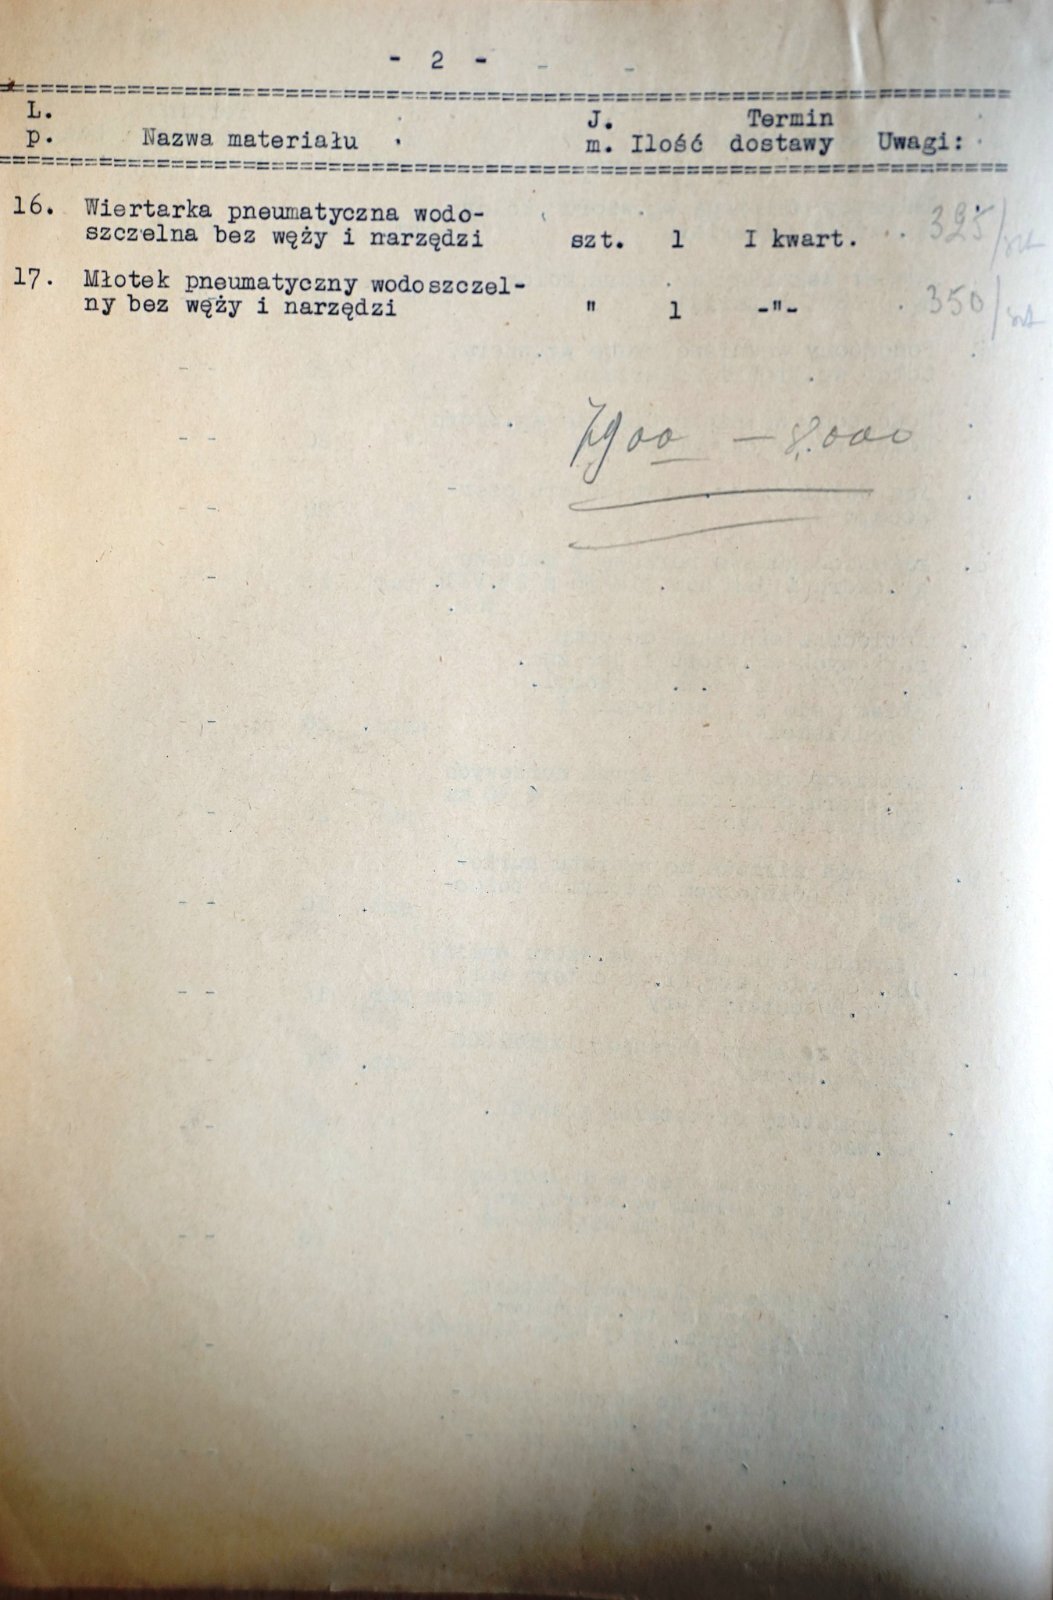 - 2 -
L. J. Termin
p. Nazwa materiału m. Ilość dostawy Uwagi:
16. Wiertarka pneumatyczna wodo-
szczelna bez węży i narzędzi szt. 1 I kwart. 325/szt
17. Młotek pneumatyczny wodoszczel-
ny bez węży i narzędzi " 1 -"- 350/szt
7900 — 8.000